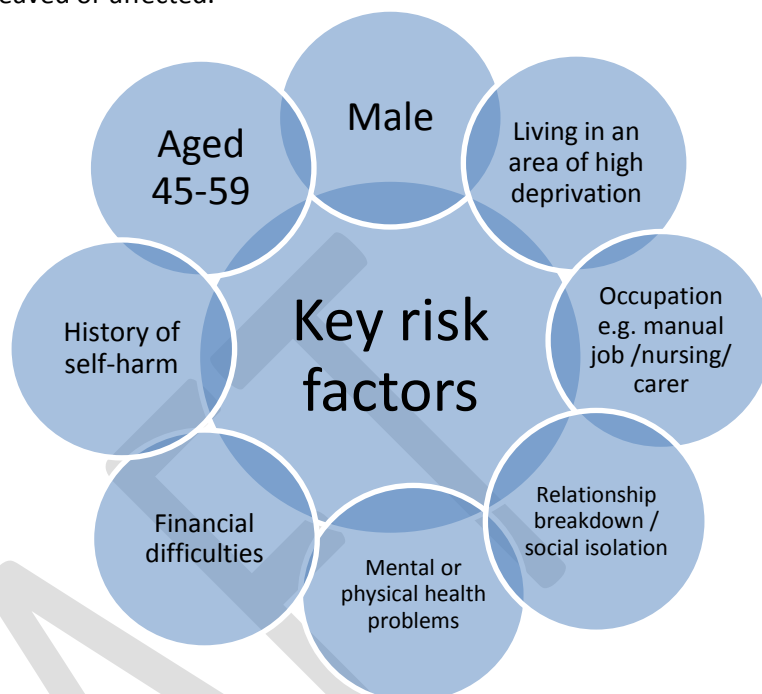 Male
Living in an
area of high
deprivation
Occupation
e.g. manual
job /nursing/
carer
Relationship
breakdown /
social isolation
Mental or
physical health
problems
Financial
difficulties
History of
self-harm
Aged
45-59
Key risk
factors